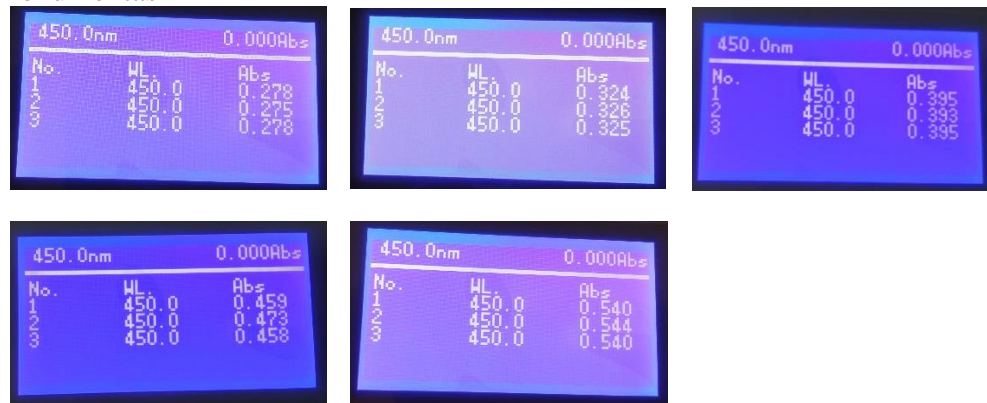 450.0nm 0.000Abs
No. WL. Abs
1 450.0 0.278
2 450.0 0.275
3 450.0 0.278
450.0nm 0.000Abs
No. WL. Abs
1 450.0 0.324
2 450.0 0.326
3 450.0 0.325
450.0nm 0.000Abs
No. WL. Abs
1 450.0 0.395
2 450.0 0.393
3 450.0 0.395
450.0nm 0.000Abs
No. WL. Abs
1 450.0 0.459
2 450.0 0.473
3 450.0 0.458
450.0nm 0.000Abs
No. WL. Abs
1 450.0 0.540
2 450.0 0.544
3 450.0 0.540